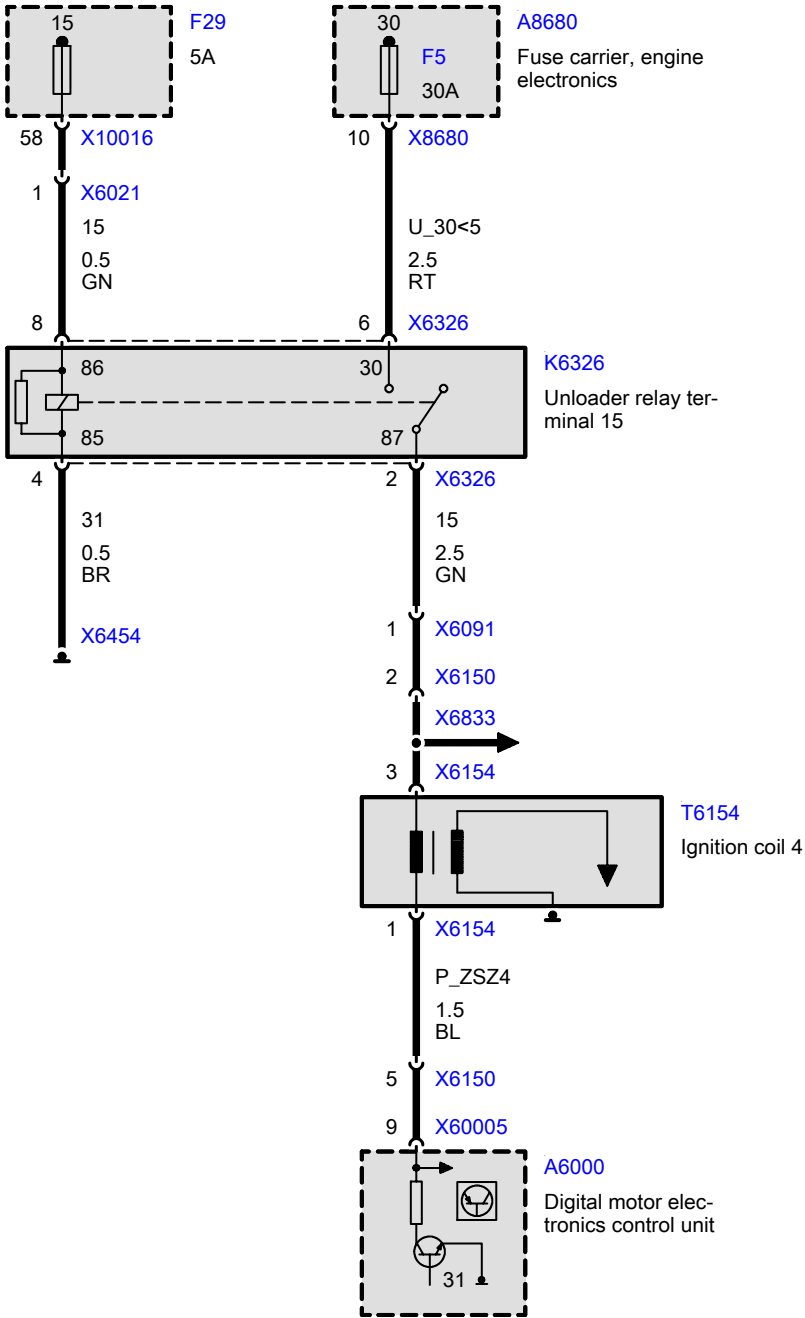 15
F29
5A
30
F5
30A
A8680
Fuse carrier, engine
electronics
58 X10016
10 X8680
1 X6021
15
0.5
GN
U_30<5
2.5
RT
8
6 X6326
86
30
85
87
K6326
Unloader relay ter-
minal 15
4
2 X6326
31
0.5
BR
15
2.5
GN
X6454
1 X6091
2 X6150
X6833
3 X6154
T6154
Ignition coil 4
1 X6154
P_ZSZ4
1.5
BL
5 X6150
9 X60005
A6000
Digital motor elec-
tronics control unit
31